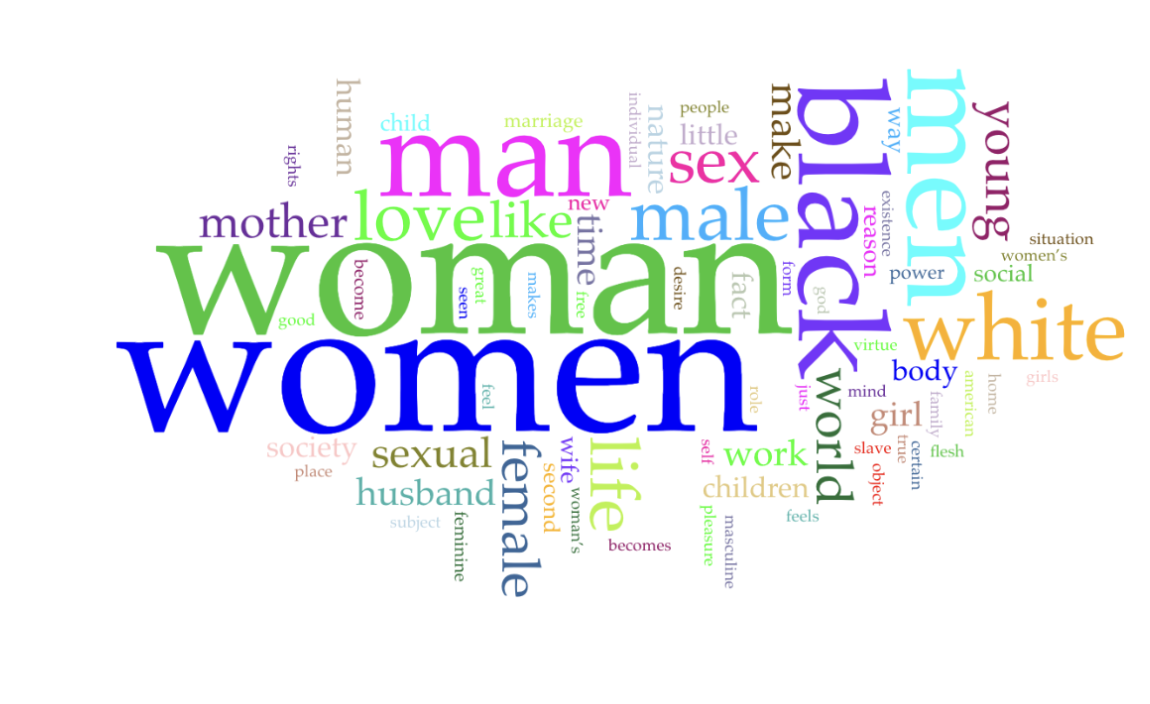 human
child
marriage
individual
nature
people
little
make
black
way
men
young
rights
man
sex
mother
love
like
new
time
male
existence
reason
situation
women's
woman
become
great
seen
makes
free
desire
fact
form
god
power
social
good
white
women
virtue
feel
role
just
world
mind
body
american
home
girls
society
place
sexual
female
wife
second
woman's
life
self
work
girl
family
true
certain
slave
object
flesh
husband
children
subject
feminine
becomes
pleasure
masculine
feels